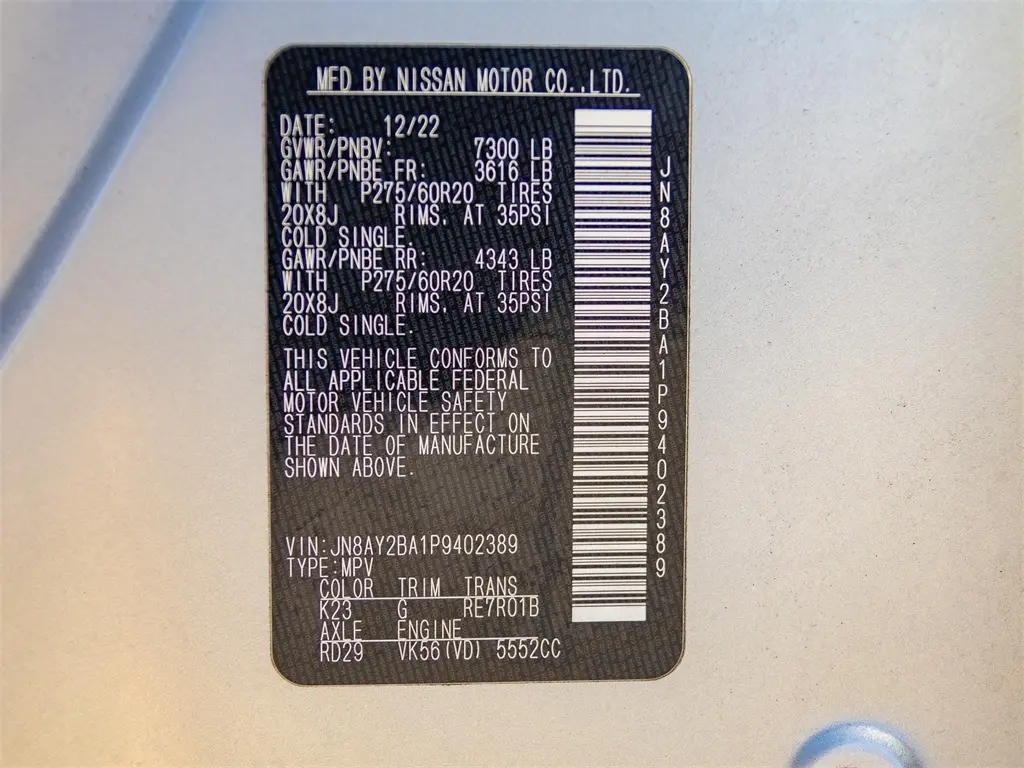 MFD BY NISSAN MOTOR CO.,LTD.
DATE: 12/22
GVWR/PNBV: 7300 LB
GAWR/PNBE FR: 3616 LB
WITH P275/60R20 TIRES
20X8J RIMS, AT 35PSI
COLD SINGLE.
GAWR/PNBE RR: 4343 LB
WITH P275/60R20 TIRES
20X8J RIMS, AT 35PSI
COLD SINGLE.
THIS VEHICLE CONFORMS TO
ALL APPLICABLE FEDERAL
MOTOR VEHICLE SAFETY
STANDARDS IN EFFECT ON
THE DATE OF MANUFACTURE
SHOWN ABOVE.
VIN:JN8AY2BA1P9402389
TYPE:MPV
COLOR TRIM TRANS
K23 G RE7R01B
AXLE ENGINE
RD29 VK56(VD) 5552CC
JN8AY2BA1P9402389